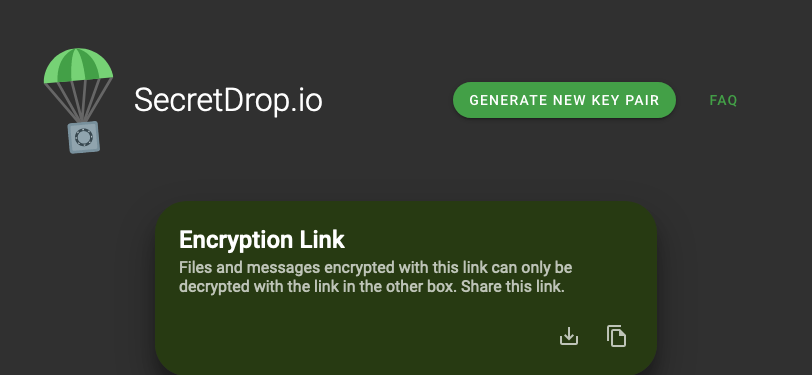 SecretDrop.io
GENERATE NEW KEY PAIR
FAQ
Encryption Link
Files and messages encrypted with this link can only be
decrypted with the link in the other box. Share this link.